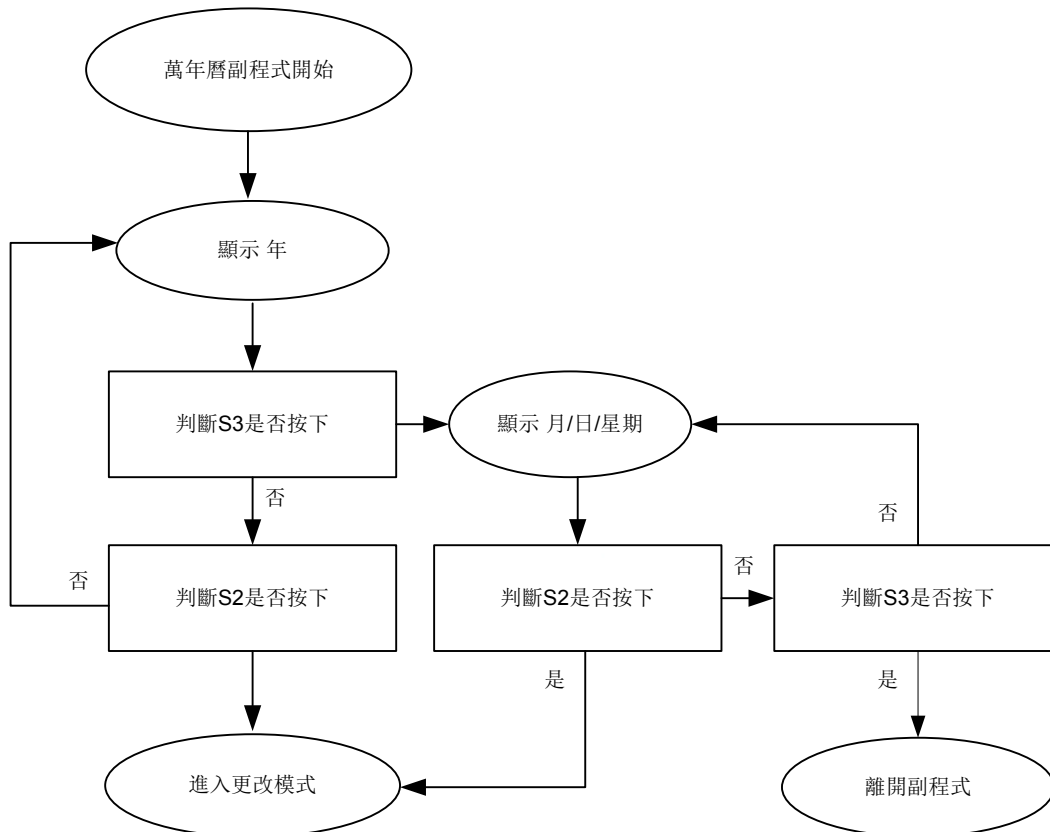 萬年曆副程式開始
顯示 年
判斷S3是否按下
顯示 月/日/星期
否
否
否
判斷S2是否按下
判斷S2是否按下
否
判斷S3是否按下
是
是
進入更改模式
離開副程式